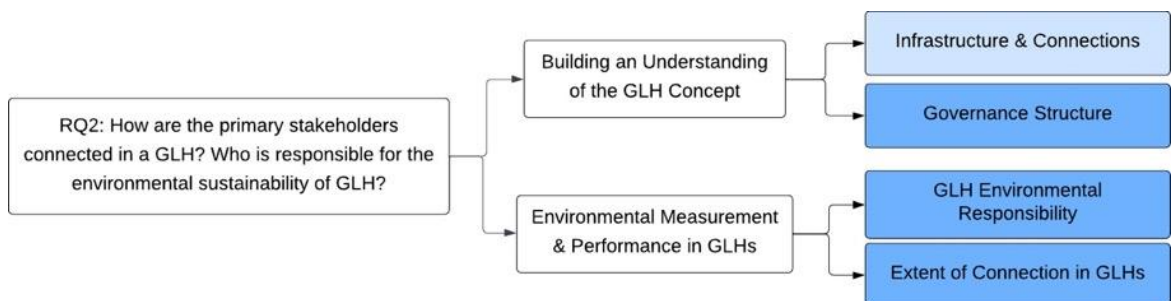 RQ2: How are the primary stakeholders
connected in a GLH? Who is responsible for the
environmental sustainability of GLH?
Building an Understanding
of the GLH Concept
Infrastructure & Connections
Governance Structure
Environmental Measurement
& Performance in GLHs
GLH Environmental
Responsibility
Extent of Connection in GLHs